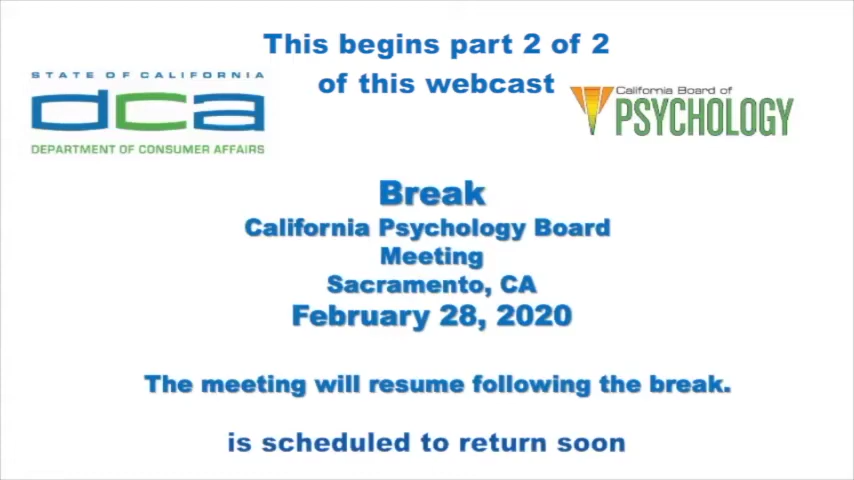 This begins part 2 of 2
of this webcast
STATE OF CALIFORNIA
dca
DEPARTMENT OF CONSUMER AFFAIRS
California Board of
PSYCHOLOGY
Break
California Psychology Board
Meeting
Sacramento, CA
February 28, 2020
The meeting will resume following the break.
is scheduled to return soon